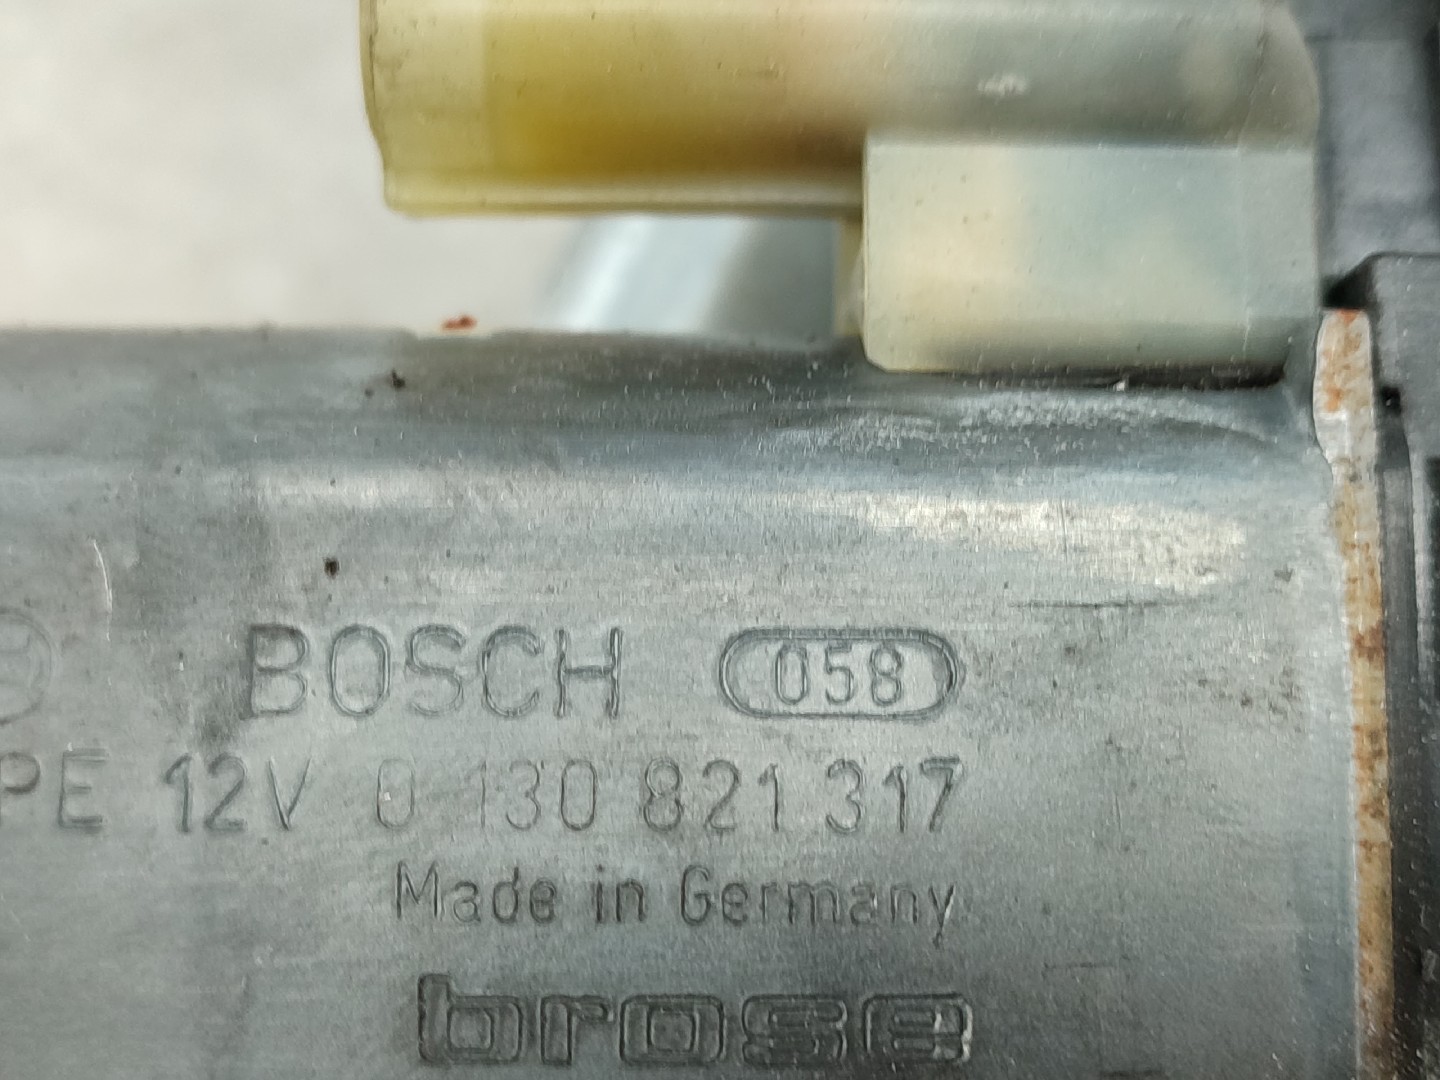 BOSCH 058
PE 12V 0 130 821 317
Made in Germany
brose